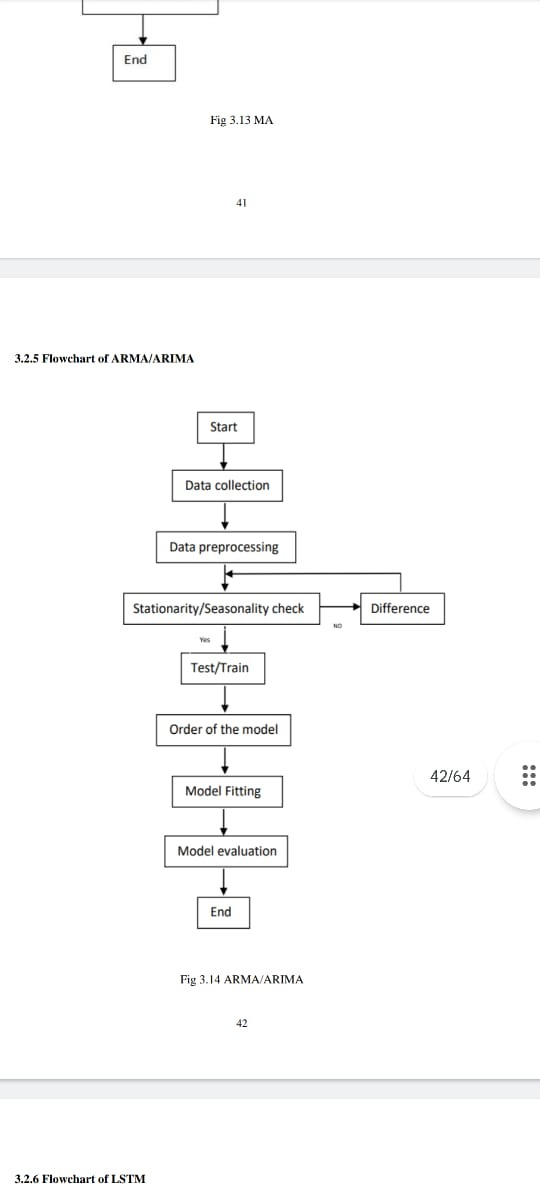 End
Fig 3.13 MA
41
3.2.5 Flowchart of ARMA/ARIMA
Start
Data collection
Data preprocessing
Stationarity/Seasonality check
Difference
NO
Yes
Test/Train
Order of the model
42/64
Model Fitting
Model evaluation
End
Fig 3.14 ARMA/ARIMA
42
3.2.6 Flowchart of LSTM